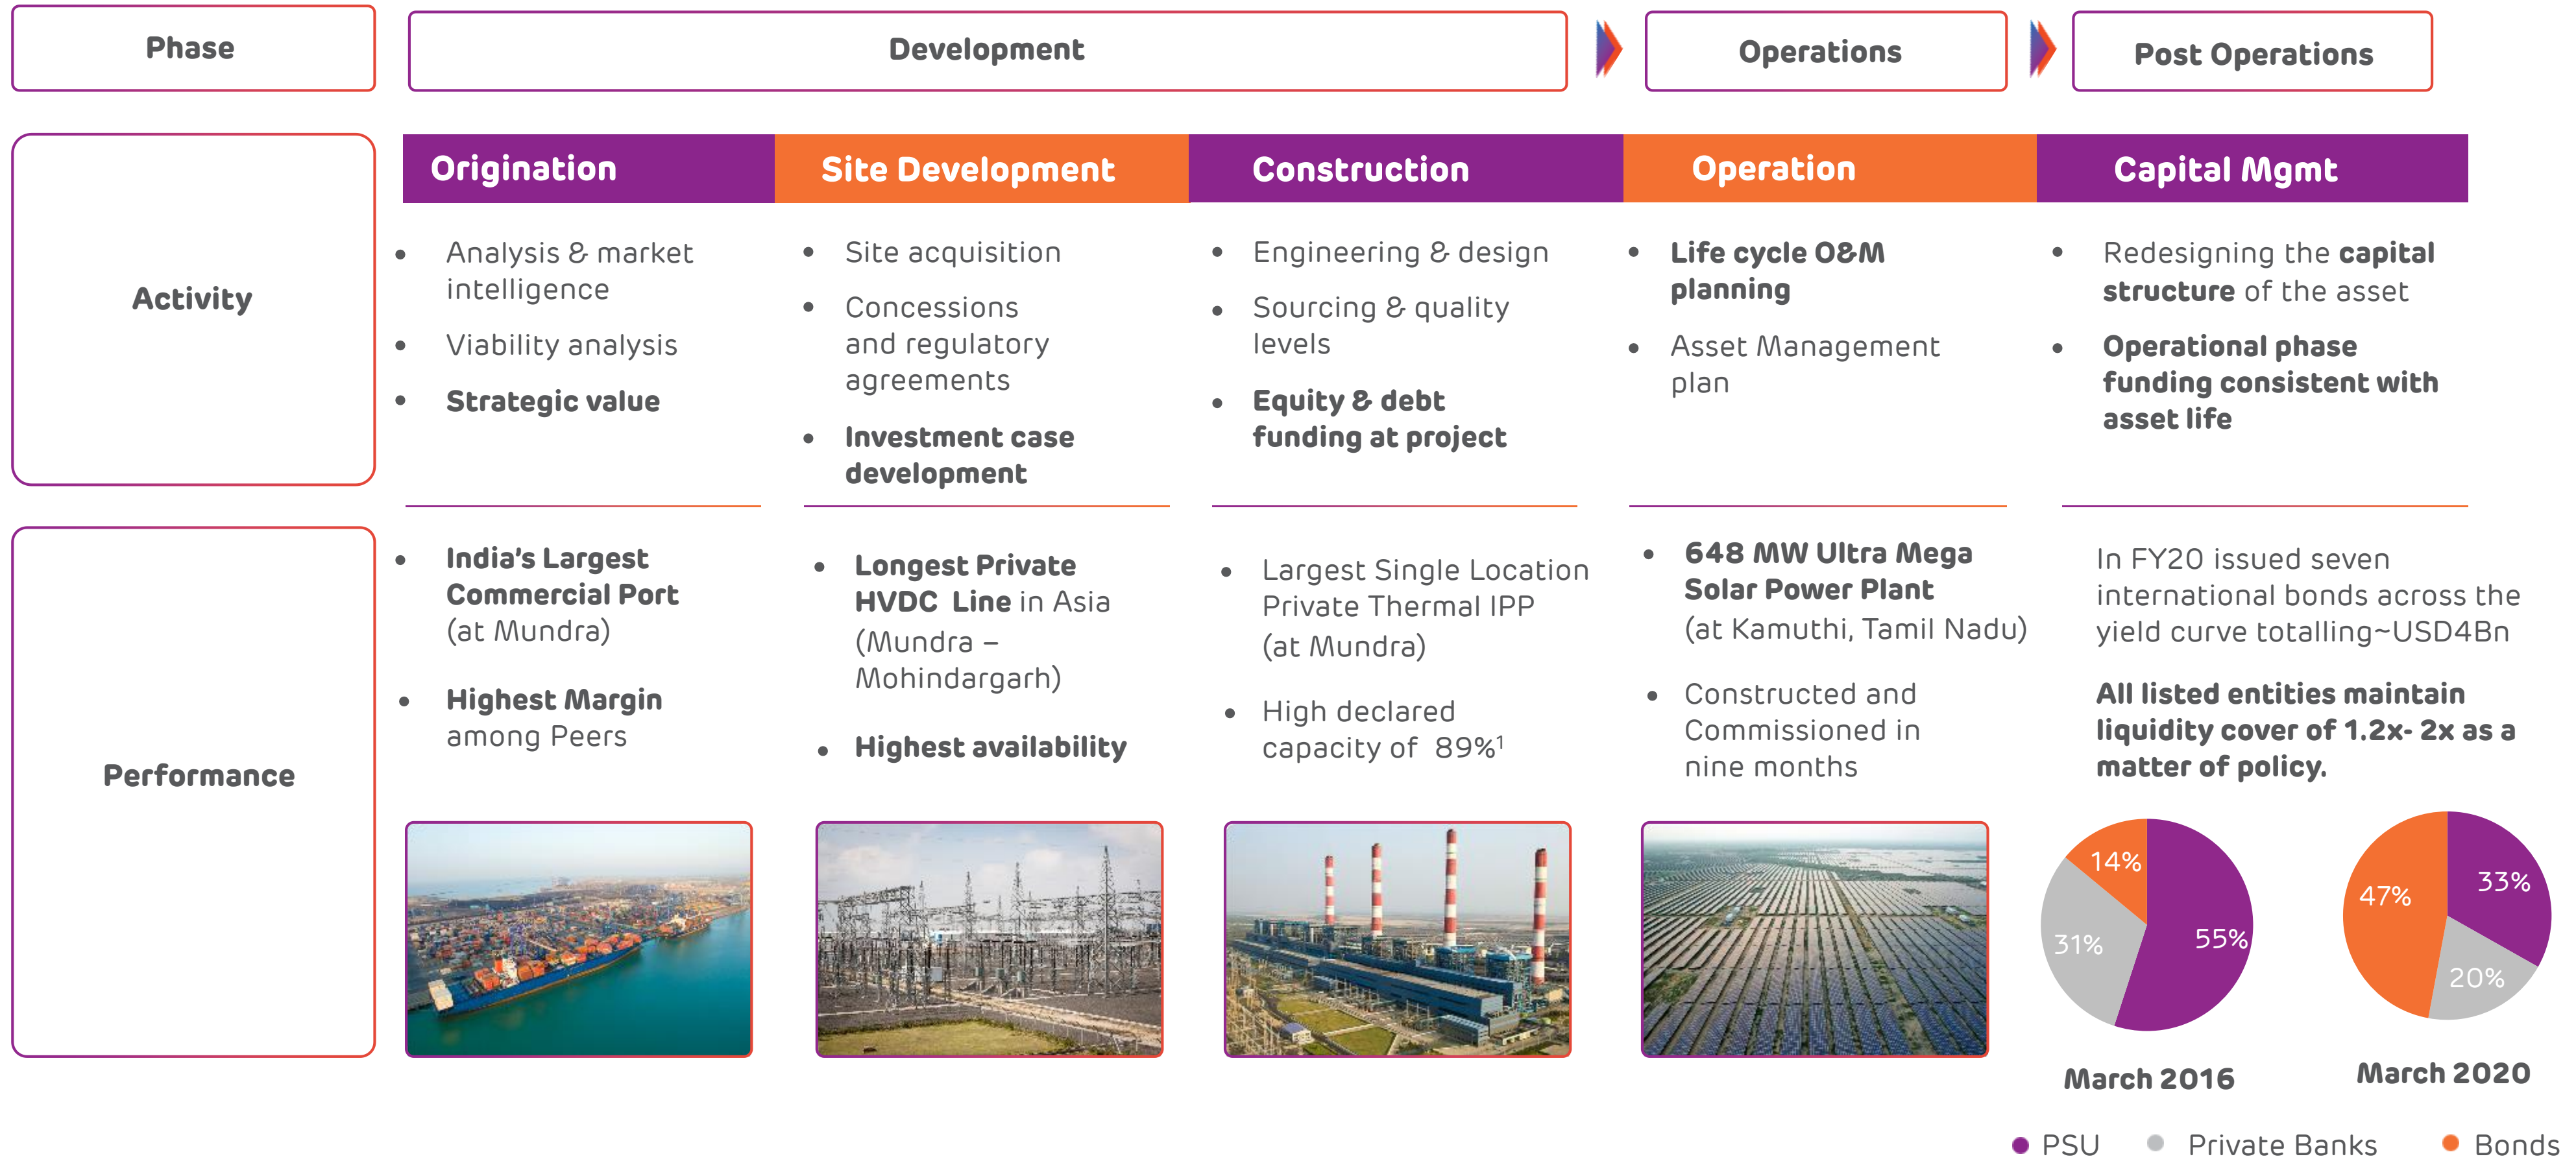 Phase
Development
Operations
Post Operations
Activity
Origination
Site Development
Construction
Operation
Capital Mgmt
• Analysis & market
intelligence
• Viability analysis
• Strategic value
• Site acquisition
• Concessions
and regulatory
agreements
• Investment case
development
• Engineering & design
• Sourcing & quality
levels
• Equity & debt
funding at project
• Life cycle O&M
planning
• Asset Management
plan
• Redesigning the capital
structure of the asset
• Operational phase
funding consistent with
asset life
Performance
• India's Largest
Commercial Port
(at Mundra)
• Highest Margin
among Peers
• Longest Private
HVDC Line in Asia
(Mundra –
Mohindargarh)
• Highest availability
• Largest Single Location
Private Thermal IPP
(at Mundra)
• High declared
capacity of 89%¹
• 648 MW Ultra Mega
Solar Power Plant
(at Kamuthi, Tamil Nadu)
• Constructed and
Commissioned in
nine months
In FY20 issued seven
international bonds across the
yield curve totalling~USD4Bn
All listed entities maintain
liquidity cover of 1.2x- 2x as a
matter of policy.
14%
31%
55%
March 2016
47%
33%
20%
March 2020
PSU
Private Banks
Bonds